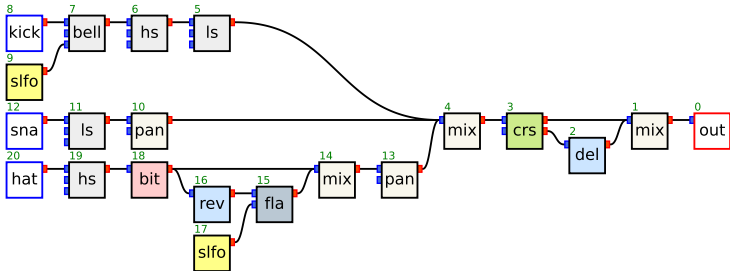 8 7 6 5
kick bell hs ls
9
slfo
12 11 10 4 3 1 0
sna ls pan mix crs mix out
2
del
20 19 18 14 13
hat hs bit mix pan
16 15
rev fla
17
slfo